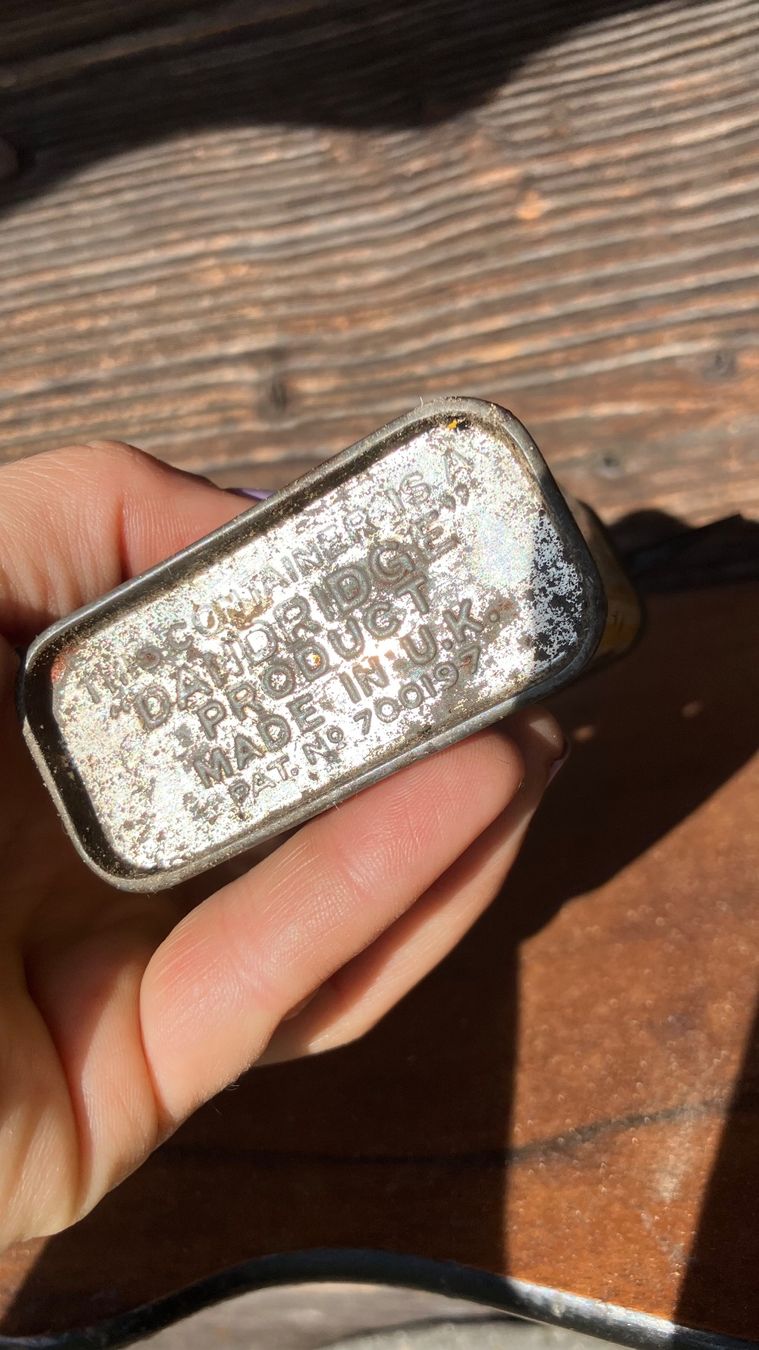 THIS CONTAINER IS A
"DANDRIDGE"
PRODUCT
MADE IN U.K.
PAT. No 700197